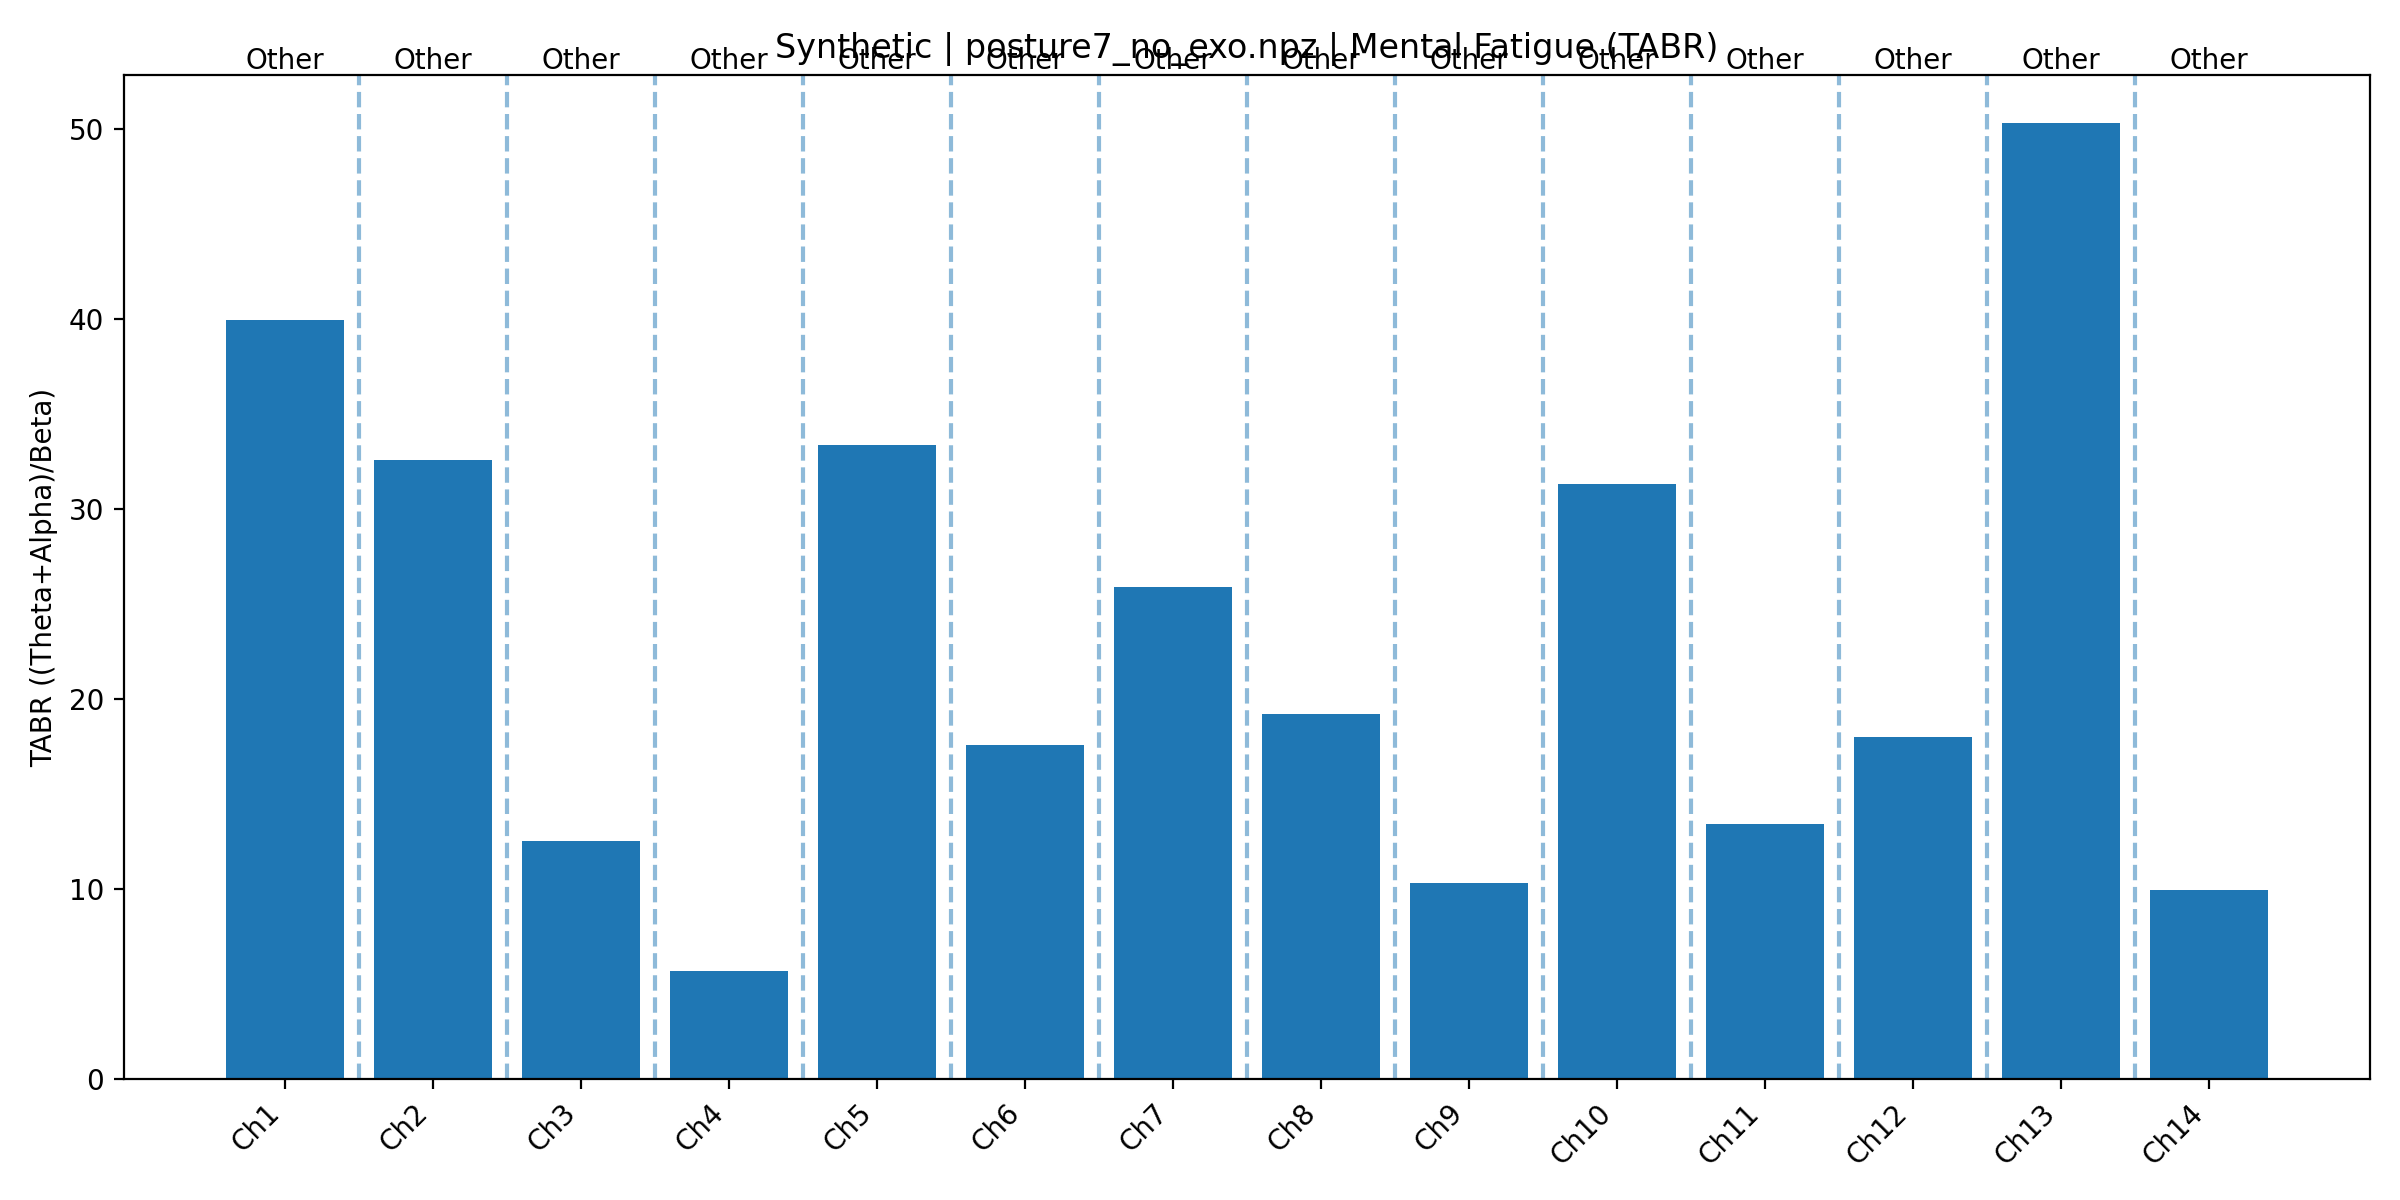 Synthetic | posture7_no_exo.npz | Mental Fatigue (TABR)
Other Other Other Other Other Other Other Other Other Other Other Other Other Other
TABR ((Theta+Alpha)/Beta)
50
40
30
20
10
0
Ch1 Ch2 Ch3 Ch4 Ch5 Ch6 Ch7 Ch8 Ch9 Ch10 Ch11 Ch12 Ch13 Ch14